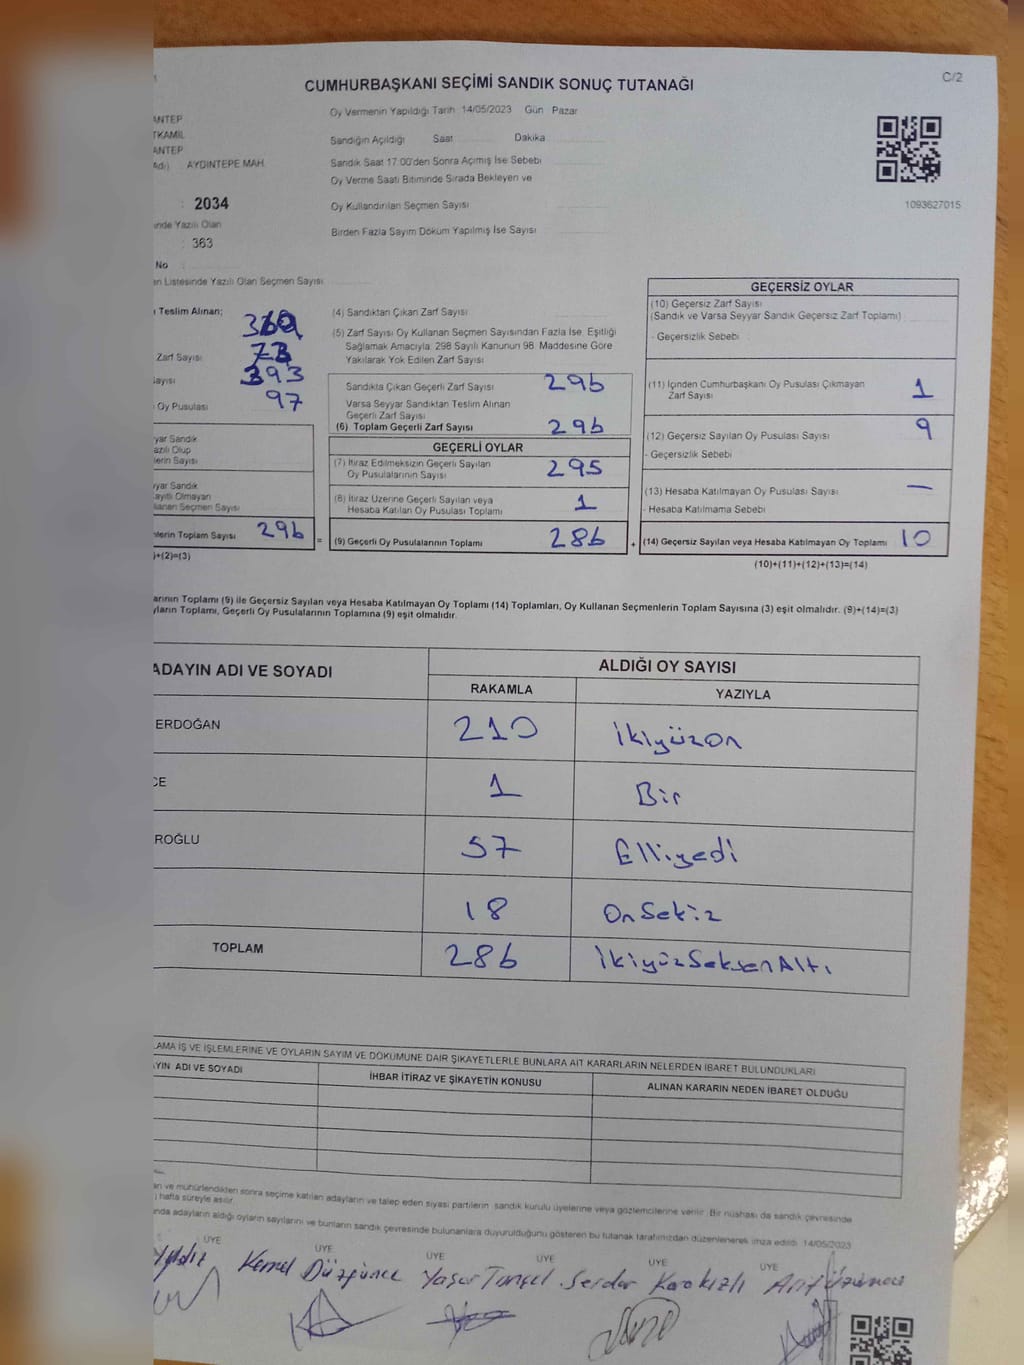 C/2
CUMHURBAŞKANI SEÇİMİ SANDIK SONUÇ TUTANAĞI
Oy Vermenin Yapıldığı Tarih 14/05/2023 Gün Pazar
ANTEP
TKAMİL
Sandığın Açıldığı Saat Dakika
ANTEP
Adı) AYDINTEPE MAH.
Sandık Saat 17:00'den Sonra Açılmış İse Sebebi
Oy Verme Saati Bitiminde Sırada Bekleyen ve
: 2034
Oy Kullandırılan Seçmen Sayısı
1093627015
inde Yazılı Olan
: 363
Birden Fazla Sayım Döküm Yapılmış İse Sayısı
No
an Listesinde Yazılı Olan Seçmen Sayısı
Teslim Alınan;
Zarf Sayısı
ayısı 393
Oy Pusulası 97
(4) Sandıktan Çıkan Zarf Sayısı
(5) Zarf Sayısı Oy Kullanan Seçmen Sayısından Fazla İse, Eşitliği
Sağlamak Amacıyla; 298 Sayılı Kanunun 98. Maddesine Göre
Yakılarak Yok Edilen Zarf Sayısı
Sandıkta Çıkan Geçerli Zarf Sayısı 296
Varsa Seyyar Sandıktan Teslim Alınan
Geçerli Zarf Sayısı
(6) Toplam Geçerli Zarf Sayısı 296
GEÇERLİ OYLAR
(7) İtiraz Edilmeksizin Geçerli Sayılan
Oy Pusulalarının Sayısı 295
(8) İtiraz Üzerine Geçerli Sayılan veya
Hesaba Katılan Oy Pusulası Toplamı 1
(9) Geçerli Oy Pusulalarının Toplamı 286
yar Sandık
azılı Olup
lerin Sayısı
yyar Sandık
ayıtlı Olmayan
llanan Seçmen Sayısı
nlerin Toplam Sayısı 296 =
)+(2)=(3)
GEÇERSİZ OYLAR
(10) Geçersiz Zarf Sayısı
(Sandık ve Varsa Seyyar Sandık Geçersiz Zarf Toplamı)
- Geçersizlik Sebebi
(11) İçinden Cumhurbaşkanı Oy Pusulası Çıkmayan
Zarf Sayısı 1
(12) Geçersiz Sayılan Oy Pusulası Sayısı 9
- Geçersizlik Sebebi
(13) Hesaba Katılmayan Oy Pusulası Sayısı —
- Hesaba Katılmama Sebebi
+ (14) Geçersiz Sayılan veya Hesaba Katılmayan Oy Toplamı 10
(10)+(11)+(12)+(13)=(14)
arının Toplamı (9) ile Geçersiz Sayılan veya Hesaba Katılmayan Oy Toplamı (14) Toplamları, Oy Kullanan Seçmenlerin Toplam Sayısına (3) eşit olmalıdır. (9)+(14)=(3)
yların Toplamı, Geçerli Oy Pusulalarının Toplamına (9) eşit olmalıdır.
ADAYIN ADI VE SOYADI ALDIĞI OY SAYISI
RAKAMLA YAZIYLA
ERDOĞAN 210 İkiyüzon
CE 1 Bir
ROĞLU 57 Elliyedi
18 OnSekiz
TOPLAM 286 İkiyüzSeksenAltı
LAMA İŞ VE İŞLEMLERİNE VE OYLARIN SAYIM VE DÖKÜMÜNE DAİR ŞİKAYETLERLE BUNLARA AİT KARARLARIN NELERDEN İBARET BULUNDUKLARI
YIN ADI VE SOYADI İHBAR İTİRAZ VE ŞİKAYETİN KONUSU ALINAN KARARIN NEDEN İBARET OLDUĞU
an ve mühürlendikten sonra seçime katılan adayların ve talep eden siyasi partilerin sandık kurulu üyelerine veya gözlemcilerine verilir. Bir nüshası da sandık çevresinde
) hafta süreyle asılır.
nda adayların aldığı oyların sayılarını ve bunların sandık çevresinde bulunanlara duyurulduğunu gösteren bu tutanak tarafımızdan düzenlenerek imza edildi. 14/05/2023
ÜYE ÜYE ÜYE ÜYE ÜYE ÜYE
Yıldız Kemal Düzgünce Yaşar Tansel Serdar Karakızlı Arif